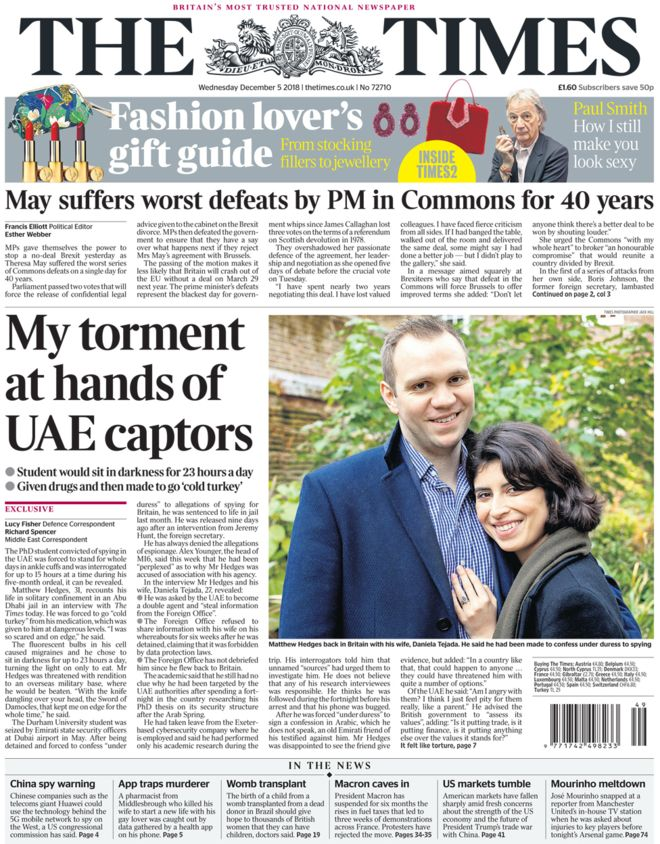 BRITAIN'S MOST TRUSTED NATIONAL NEWSPAPER
THE TIMES
DIEU ET MON DROIT
Wednesday December 5 2018 | thetimes.co.uk | No 72710
£1.60 Subscribers save 50p
Fashion lover's
gift guide
From stocking
fillers to jewellery
INSIDE
TIMES2
Paul Smith
How I still
make you
look sexy
May suffers worst defeats by PM in Commons for 40 years
Francis Elliott Political Editor
Esther Webber
MPs gave themselves the power to
stop a no-deal Brexit yesterday as
Theresa May suffered the worst series
of Commons defeats on a single day for
40 years.
Parliament passed two votes that will
force the release of confidential legal
advice given to the cabinet on the Brexit
divorce. MPs then defeated the govern-
ment to ensure that they have a say
over what happens next if they reject
Mrs May's agreement with Brussels.
The passing of the motion makes it
less likely that Britain will crash out of
the EU without a deal on March 29
next year. The prime minister's defeats
represent the blackest day for govern-
ment whips since James Callaghan lost
three votes on the terms of a referendum
on Scottish devolution in 1978.
They overshadowed her passionate
defence of the agreement, her leader-
ship and negotiation as she opened five
days of debate before the crucial vote
on Tuesday.
"I have spent nearly two years
negotiating this deal. I have lost valued
colleagues. I have faced fierce criticism
from all sides. If I had banged the table,
walked out of the room and delivered
the same deal, some might say I had
done a better job — but I didn't play to
the gallery," she said.
In a message aimed squarely at
Brexiteers who say that defeat in the
Commons will force Brussels to offer
improved terms she added: "Don't let
anyone think there's a better deal to be
won by shouting louder."
She urged the Commons "with my
whole heart" to broker "an honourable
compromise" that would reunite a
country divided by Brexit.
In the first of a series of attacks from
her own side, Boris Johnson, the
former foreign secretary, lambasted
Continued on page 2, col 3
My torment
at hands of
UAE captors
● Student would sit in darkness for 23 hours a day
● Given drugs and then made to go 'cold turkey'
EXCLUSIVE
Lucy Fisher Defence Correspondent
Richard Spencer
Middle East Correspondent
The PhD student convicted of spying in
the UAE was forced to stand for whole
days in ankle cuffs and was interrogated
for up to 15 hours at a time during his
five-month ordeal, it can be revealed.
Matthew Hedges, 31, recounts his
life in solitary confinement in an Abu
Dhabi jail in an interview with The
Times today. He was forced to go "cold
turkey" from his medication, which was
given to him at dangerous levels. "I was
so scared and on edge," he said.
The fluorescent bulbs in his cell
caused migraines and he chose to
sit in darkness for up to 23 hours a day,
turning the light on only to eat. Mr
Hedges was threatened with rendition
to an overseas military base, where
he would be beaten. "With the knife
dangling over your head, the Sword of
Damocles, that kept me on edge for the
whole time," he said.
The Durham University student was
seized by Emirati state security officers
at Dubai airport in May. After being
detained and forced to confess "under
duress" to allegations of spying for
Britain, he was sentenced to life in jail
last month. He was released nine days
ago after an intervention from Jeremy
Hunt, the foreign secretary.
He has always denied the allegations
of espionage. Alex Younger, the head of
MI6, said this week that he had been
"perplexed" as to why Mr Hedges was
accused of association with his agency.
In the interview Mr Hedges and his
wife, Daniela Tejada, 27, revealed:
● He was asked by the UAE to become
a double agent and "steal information
from the Foreign Office".
● The Foreign Office refused to
share information with his wife on his
whereabouts for six weeks after he was
detained, claiming that it was forbidden
by data protection laws.
● The Foreign Office has not debriefed
him since he flew back to Britain.
The academic said that he still had no
clue why he had been targeted by the
UAE authorities after spending a fort-
night in the country researching his
PhD thesis on its security structure
after the Arab Spring.
He had taken leave from the Exeter-
based cybersecurity company where he
is employed and said he had performed
only his academic research during the
TIMES PHOTOGRAPHER JACK HILL
Matthew Hedges back in Britain with his wife, Daniela Tejada. He said he had been made to confess under duress to spying
trip. His interrogators told him that
unnamed "sources" had urged them to
investigate him. He does not believe
that any of his research interviewees
was responsible. He thinks he was
followed during the fortnight before his
arrest and that his phone was bugged.
After he was forced "under duress" to
sign a confession in Arabic, which he
does not speak, an old Emirati friend of
his testified against him. Mr Hedges
was disappointed to see the friend give
evidence, but added: "In a country like
that, that could happen to anyone . . .
they could have threatened him with
quite a number of options."
Of the UAE he said: "Am I angry with
them? I think I just feel pity for them
really, like a parent." He advised the
British government to "assess its
values", adding: "Is it putting trade, is it
putting finance, is it putting anything
else over the values it stands for?"
It felt like torture, page 7
Buying The Times: Austria €4.80; Belgium €4.50;
49
9 771742 498233
IN THE NEWS
China spy warning
Chinese companies such as the
telecoms giant Huawei could
use the technology behind the
5G mobile network to spy on
the West, a US congressional
commission has said. Page 4
App traps murderer
A pharmacist from
Middlesbrough who killed his
wife to start a new life with his
gay lover was caught out by
data gathered by a health app
on his phone. Page 5
Womb transplant
The birth of a child from a
womb transplanted from a dead
donor in Brazil should give
hope to thousands of British
women that they can have
children, doctors said. Page 19
Macron caves in
President Macron has
suspended for six months the
rises in fuel taxes that led to
three weeks of demonstrations
across France. Protesters have
rejected the move. Pages 34-35
US markets tumble
American markets have fallen
sharply amid fresh concerns
about the strength of the US
economy and the future of
President Trump's trade war
with China. Page 41
Mourinho meltdown
José Mourinho snapped at a
reporter from Manchester
United's in-house TV station
when he was asked about
injuries to key players before
tonight's Arsenal game. Page 74